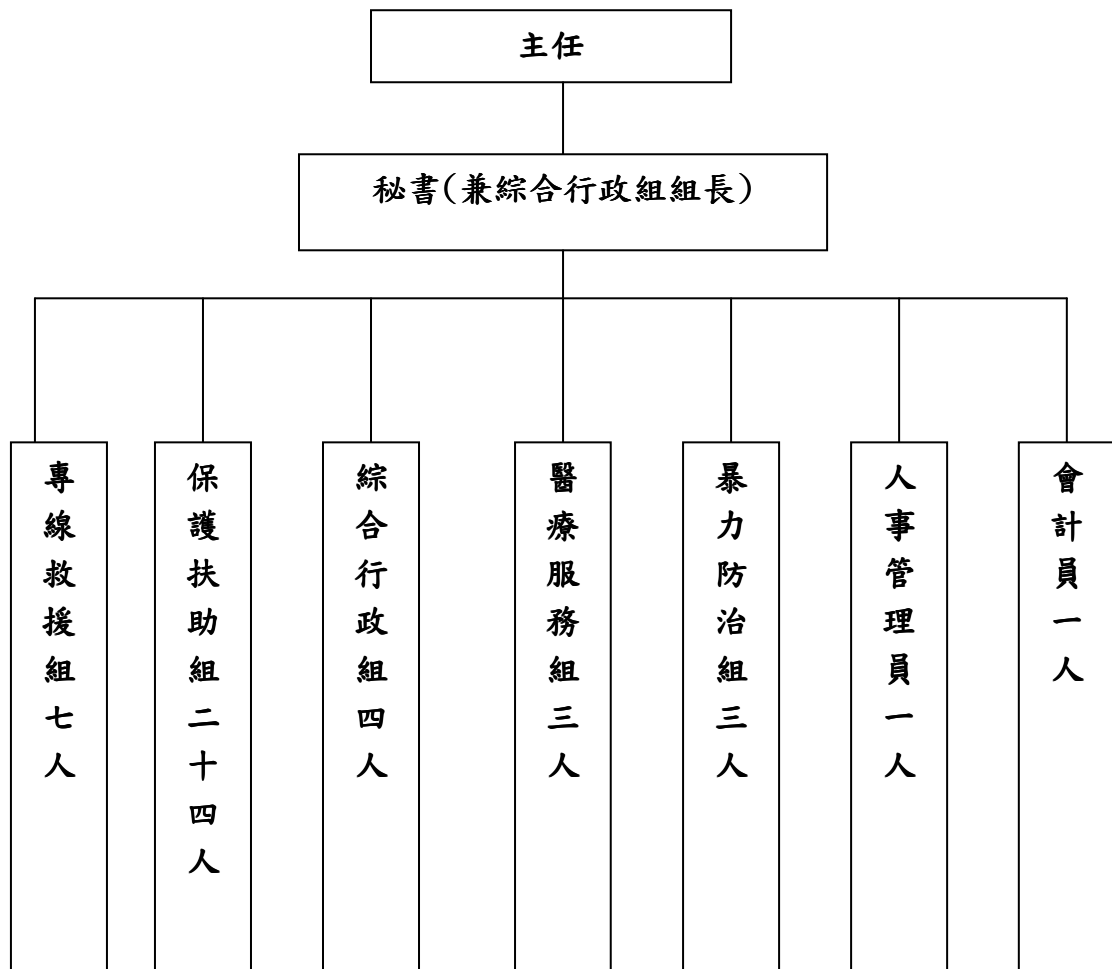 主任
秘書(兼綜合行政組組長)
專線救援組七人
保護扶助組二十四人
綜合行政組四人
醫療服務組三人
暴力防治組三人
人事管理員一人
會計員一人